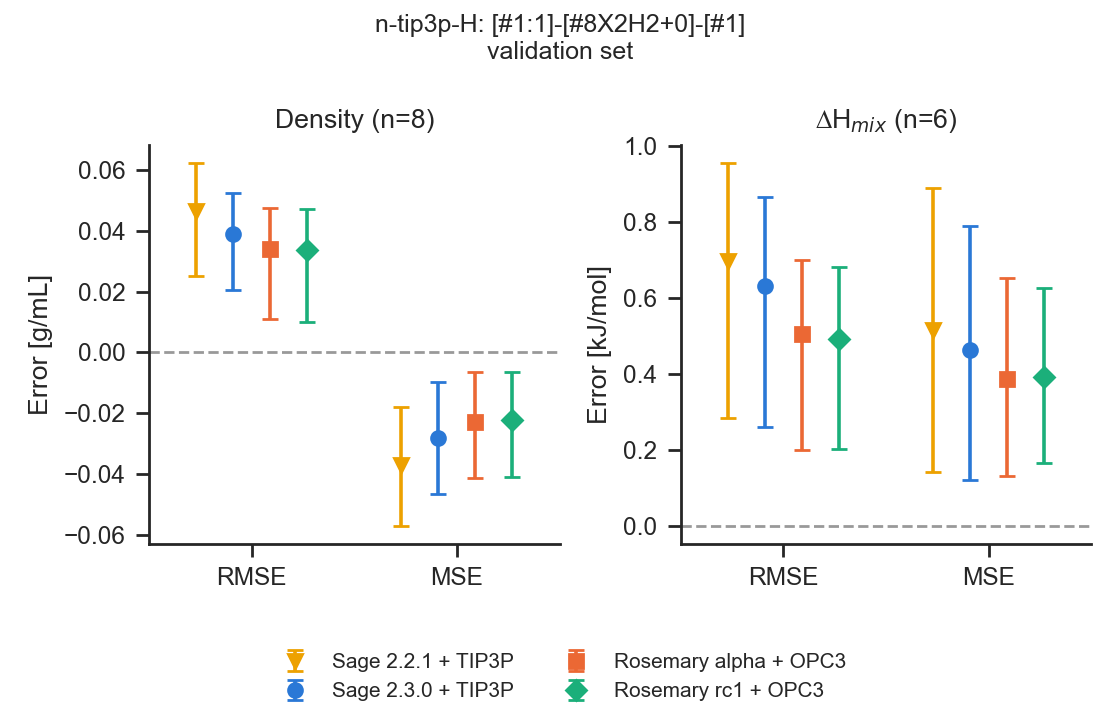 n-tip3p-H: [#1:1]-[#8X2H2+0]-[#1]
validation set
Density (n=8)
Error [g/mL]
0.06
0.04
0.02
0.00
−0.02
−0.04
−0.06
RMSE
MSE
ΔH_{mix} (n=6)
Error [kJ/mol]
1.0
0.8
0.6
0.4
0.2
0.0
RMSE
MSE
Sage 2.2.1 + TIP3P
Sage 2.3.0 + TIP3P
Rosemary alpha + OPC3
Rosemary rc1 + OPC3